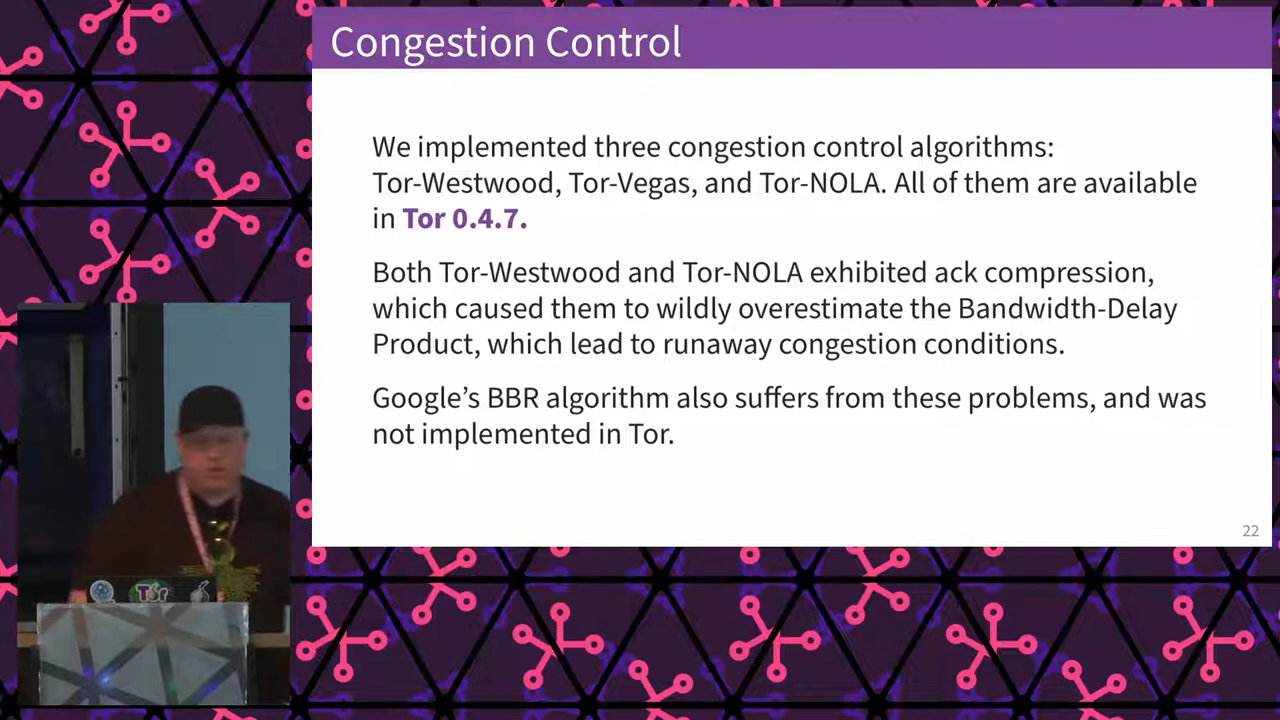 Congestion Control
We implemented three congestion control algorithms:
Tor-Westwood, Tor-Vegas, and Tor-NOLA. All of them are available
in Tor 0.4.7.
Both Tor-Westwood and Tor-NOLA exhibited ack compression,
which caused them to wildly overestimate the Bandwidth-Delay
Product, which lead to runaway congestion conditions.
Google’s BBR algorithm also suffers from these problems, and was
not implemented in Tor.
22
Tor